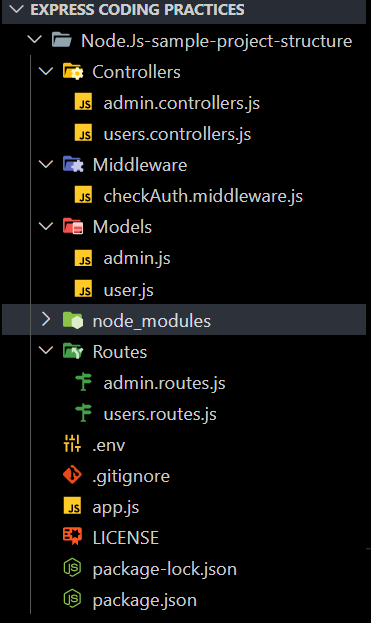 EXPRESS CODING PRACTICES
Node.Js-sample-project-structure
Controllers
JS admin.controllers.js
JS users.controllers.js
Middleware
JS checkAuth.middleware.js
Models
JS admin.js
JS user.js
node_modules
Routes
admin.routes.js
users.routes.js
.env
.gitignore
JS app.js
LICENSE
JS package-lock.json
JS package.json